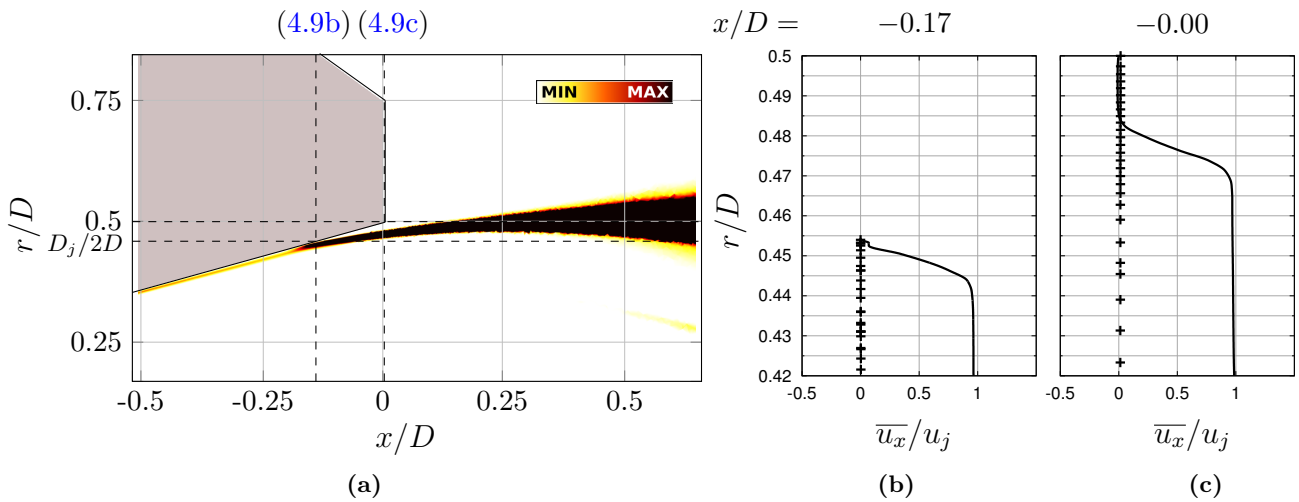 (4.9b) (4.9c)
x/D = −0.17 −0.00
MIN MAX
r/D
0.75
0.5
D_j/2D
0.25
-0.5 -0.25 0 0.25 0.5
x/D
(a)
r/D
0.5
0.49
0.48
0.47
0.46
0.45
0.44
0.43
0.42
-0.5 0 0.5 1
u_x̅/u_j
(b)
-0.5 0 0.5 1
u_x̅/u_j
(c)